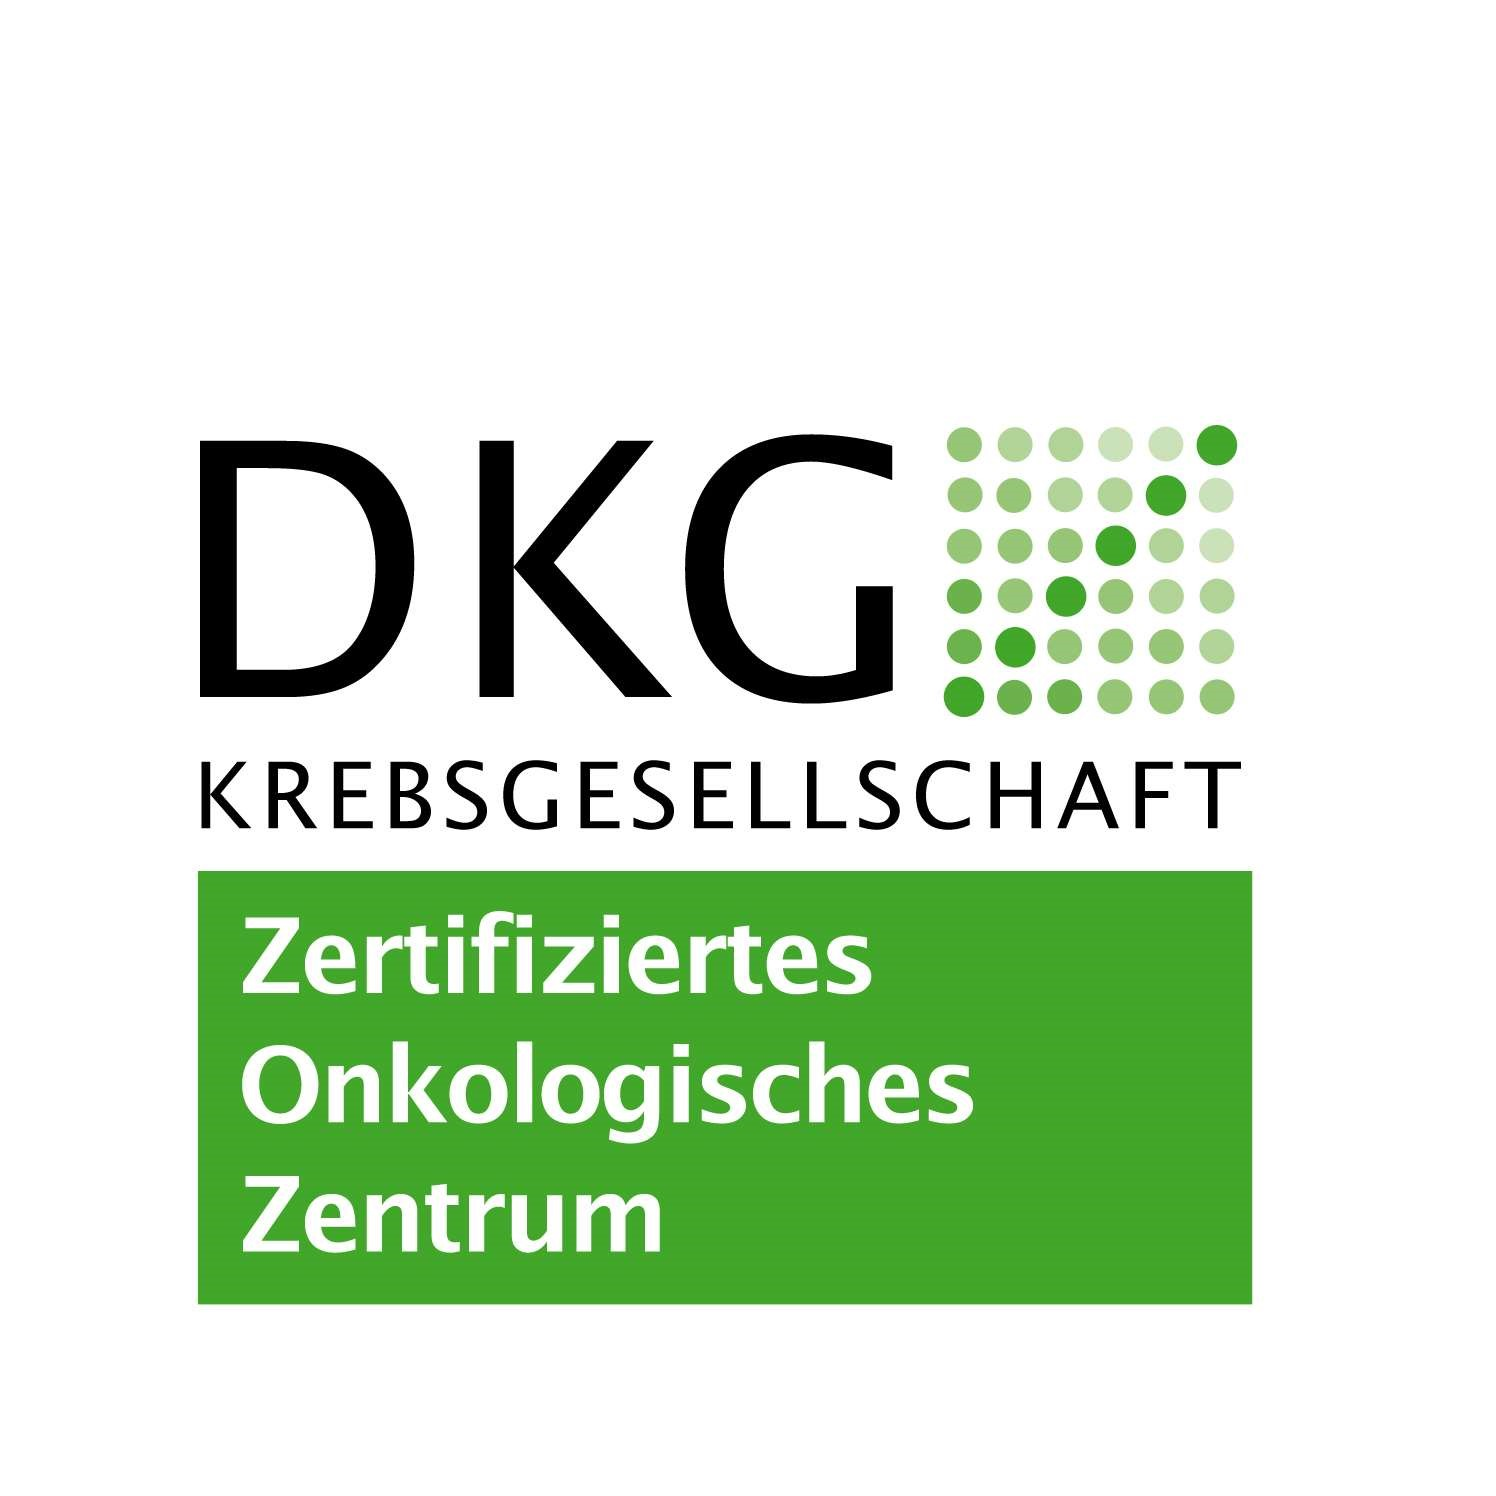 DKG
KREBSGESELLSCHAFT
Zertifiziertes
Onkologisches
Zentrum